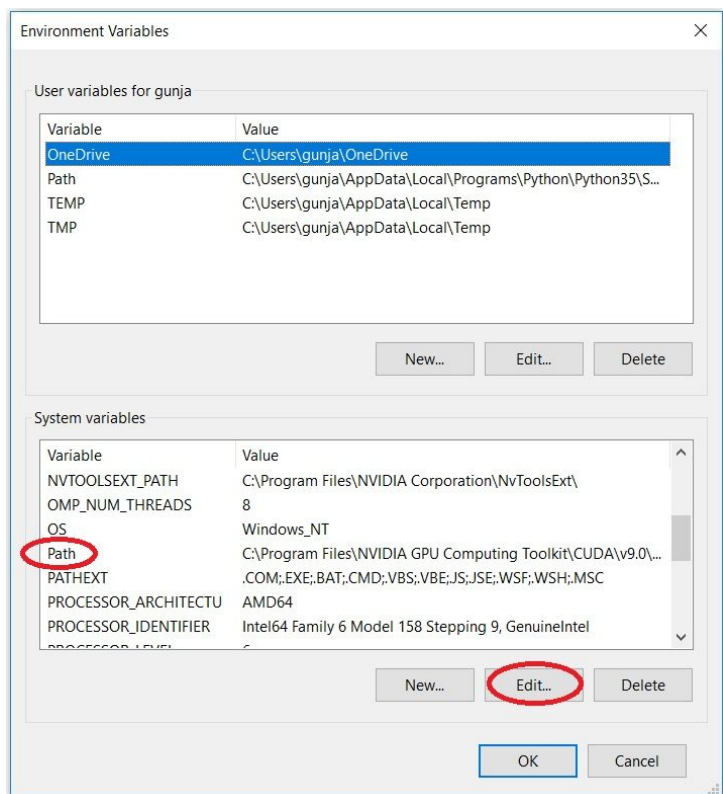 Environment Variables
User variables for gunja
Variable Value
OneDrive C:\Users\gunja\OneDrive
Path C:\Users\gunja\AppData\Local\Programs\Python\Python35\S...
TEMP C:\Users\gunja\AppData\Local\Temp
TMP C:\Users\gunja\AppData\Local\Temp
New... Edit... Delete
System variables
Variable Value
NVTOOLSEXT_PATH C:\Program Files\NVIDIA Corporation\NvToolsExt\
OMP_NUM_THREADS 8
OS Windows_NT
Path C:\Program Files\NVIDIA GPU Computing Toolkit\CUDA\v9.0\...
PATHEXT .COM;.EXE;.BAT;.CMD;.VBS;.VBE;.JS;.JSE;.WSF;.WSH;.MSC
PROCESSOR_ARCHITECTU AMD64
PROCESSOR_IDENTIFIER Intel64 Family 6 Model 158 Stepping 9, GenuineIntel
New... Edit... Delete
OK Cancel